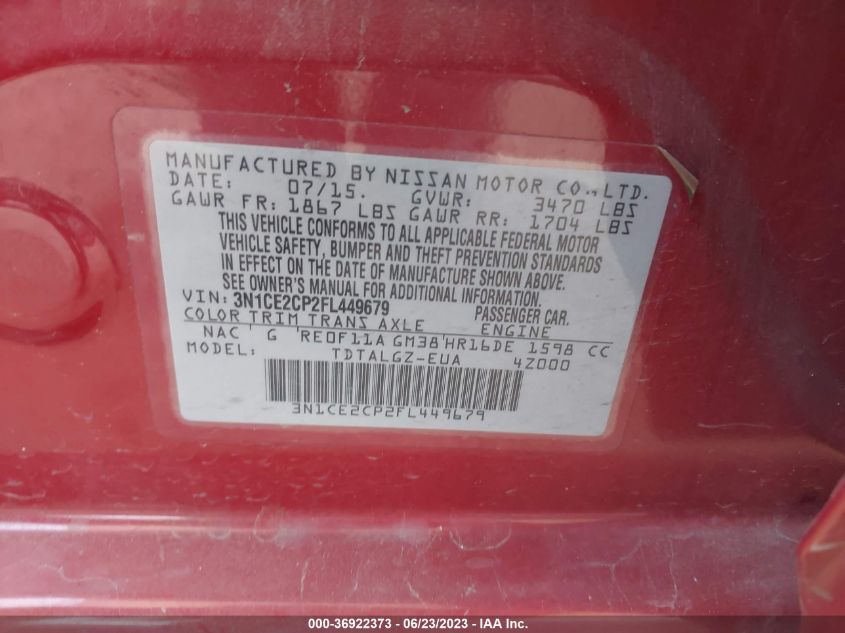 MANUFACTURED BY NISSAN MOTOR CO.,LTD.
DATE: 07/15. GVWR: 3470 LBS
GAWR FR: 1867 LBS GAWR RR: 1704 LBS
THIS VEHICLE CONFORMS TO ALL APPLICABLE FEDERAL MOTOR
VEHICLE SAFETY, BUMPER AND THEFT PREVENTION STANDARDS
IN EFFECT ON THE DATE OF MANUFACTURE SHOWN ABOVE.
SEE OWNER'S MANUAL FOR ADDITIONAL INFORMATION.
VIN: 3N1CE2CP2FL449679 PASSENGER CAR.
COLOR TRIM TRANS AXLE ENGINE
NAC' G 'RE0F11A GM38'HR16DE 1598 CC
MODEL: TDTALGZ-EUA 4Z000
3N1CE2CP2FL449679
000-36922373 - 06/23/2023 - IAA Inc.